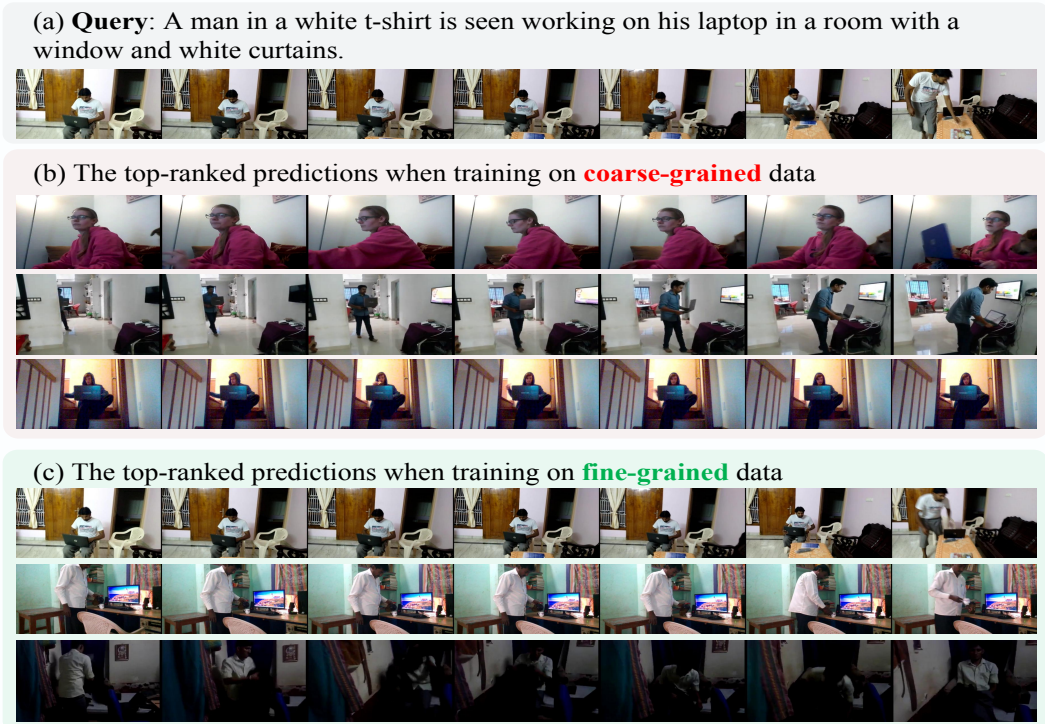 (a) Query: A man in a white t-shirt is seen working on his laptop in a room with a
window and white curtains.
(b) The top-ranked predictions when training on coarse-grained data
(c) The top-ranked predictions when training on fine-grained data